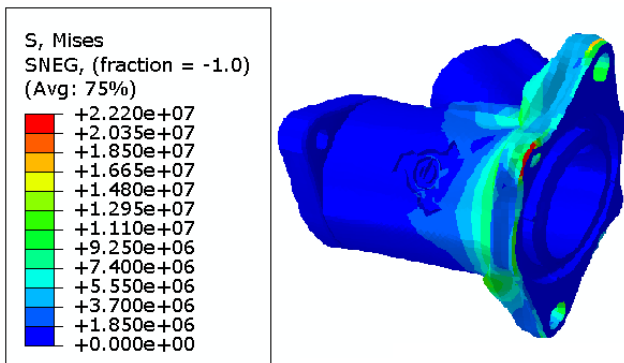 S, Mises
SNEG, (fraction = -1.0)
(Avg: 75%)
+2.220e+07
+2.035e+07
+1.850e+07
+1.665e+07
+1.480e+07
+1.295e+07
+1.110e+07
+9.250e+06
+7.400e+06
+5.550e+06
+3.700e+06
+1.850e+06
+0.000e+00